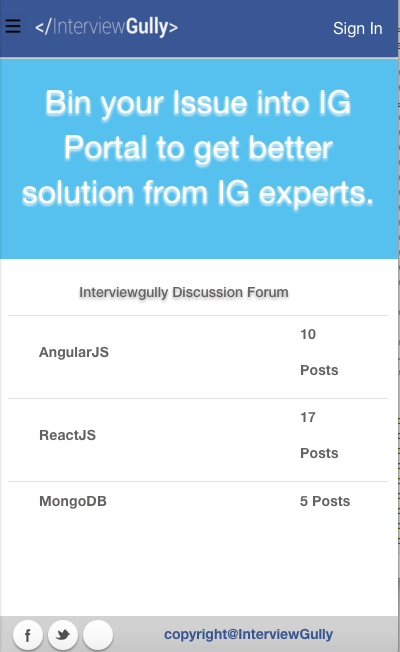 </InterviewGully>
Sign In
Bin your Issue into IG
Portal to get better
solution from IG experts.
Interviewgully Discussion Forum
AngularJS
10
Posts
ReactJS
17
Posts
MongoDB 5 Posts
f
copyright@InterviewGully